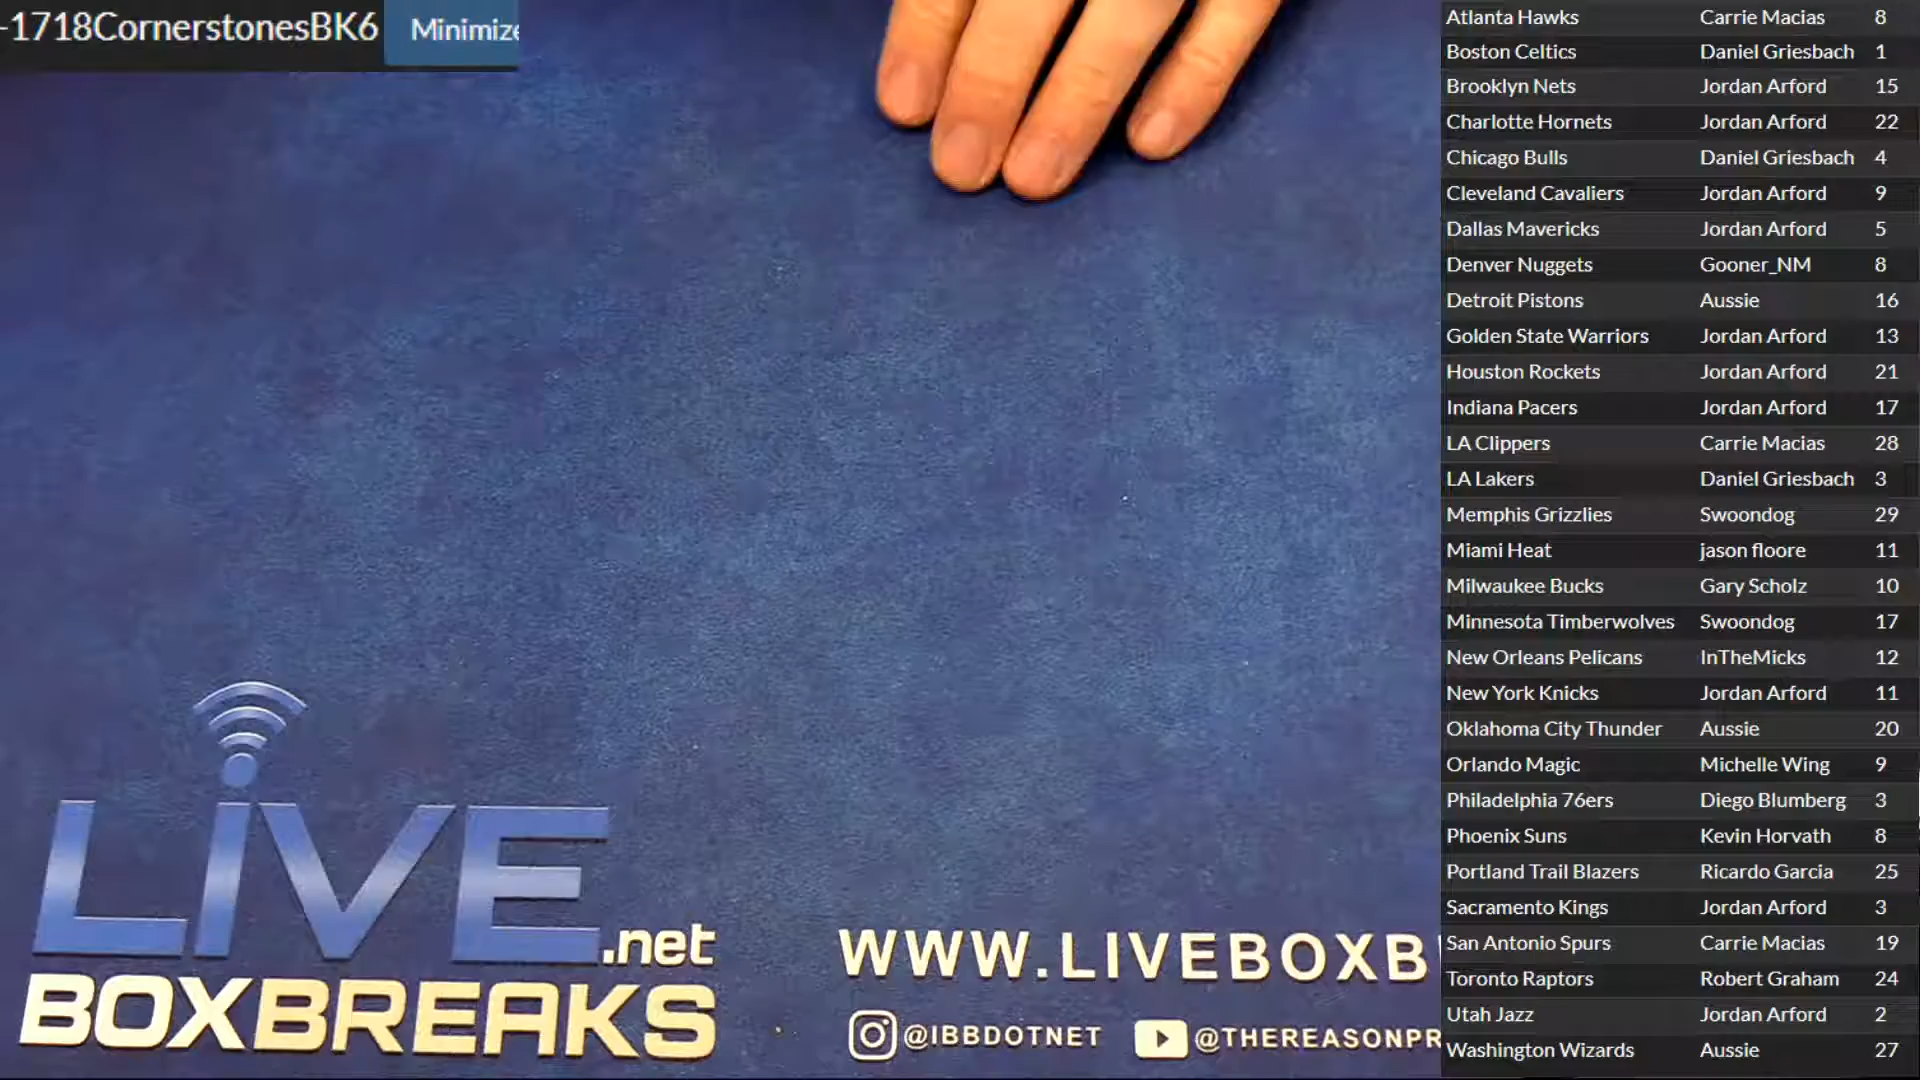 -1718CornerstonesBK6 Minimize
Atlanta Hawks Carrie Macias 8
Boston Celtics Daniel Griesbach 1
Brooklyn Nets Jordan Arford 15
Charlotte Hornets Jordan Arford 22
Chicago Bulls Daniel Griesbach 4
Cleveland Cavaliers Jordan Arford 9
Dallas Mavericks Jordan Arford 5
Denver Nuggets Gooner_NM 8
Detroit Pistons Aussie 16
Golden State Warriors Jordan Arford 13
Houston Rockets Jordan Arford 21
Indiana Pacers Jordan Arford 17
LA Clippers Carrie Macias 28
LA Lakers Daniel Griesbach 3
Memphis Grizzlies Swoondog 29
Miami Heat jason floore 11
Milwaukee Bucks Gary Scholz 10
Minnesota Timberwolves Swoondog 17
New Orleans Pelicans InTheMicks 12
New York Knicks Jordan Arford 11
Oklahoma City Thunder Aussie 20
Orlando Magic Michelle Wing 9
Philadelphia 76ers Diego Blumberg 3
Phoenix Suns Kevin Horvath 8
Portland Trail Blazers Ricardo Garcia 25
Sacramento Kings Jordan Arford 3
San Antonio Spurs Carrie Macias 19
Toronto Raptors Robert Graham 24
Utah Jazz Jordan Arford 2
Washington Wizards Aussie 27
LIVE.net
BOXBREAKS
WWW.LIVEBOXB
@IBBDOTNET @THEREASONPR